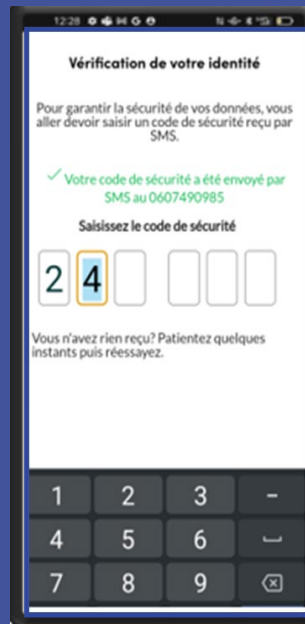 12:28
Vérification de votre identité
Pour garantir la sécurité de vos données, vous
aller devoir saisir un code de sécurité reçu par
SMS.
Votre code de sécurité a été envoyé par
SMS au 0607490985
Saisissez le code de sécurité
2 4
Vous n'avez rien reçu? Patientez quelques
instants puis réessayez.
1 2 3 -
4 5 6
7 8 9